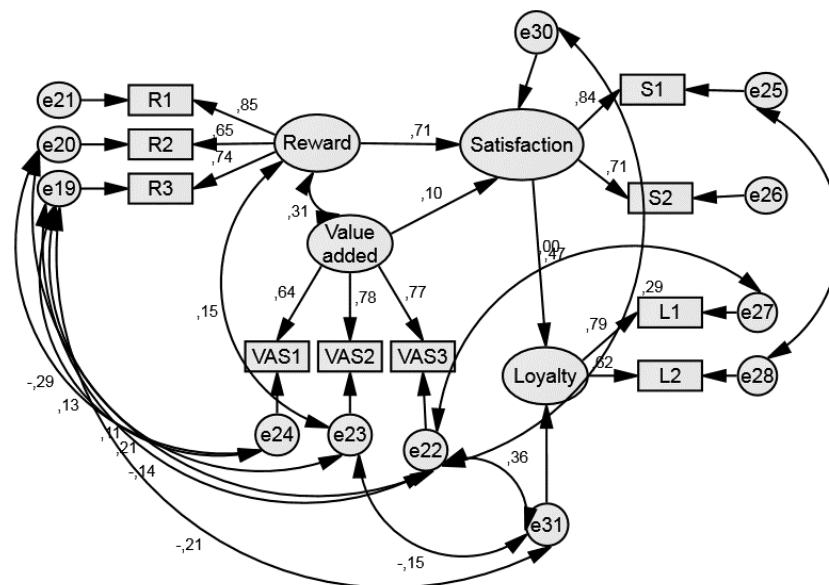 e30
e21
R1
,85
,84
S1
e25
e20
R2
,65
Reward
,71
Satisfaction
e19
R3
,74
,71
S2
e26
,10
,31
Value
added
,00
,47
,29
,15
,64
,78
,77
,79
L1
e27
VAS1
VAS2
VAS3
Loyalty
,62
L2
e28
-,29
,13
,11
,21
-,14
e24
e23
e22
,36
e31
-,21
-,15